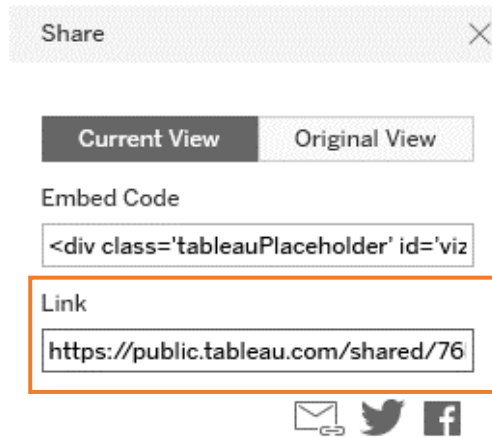 Share
Current View Original View
Embed Code
<div class='tableauPlaceholder' id='viz
Link
https://public.tableau.com/shared/76